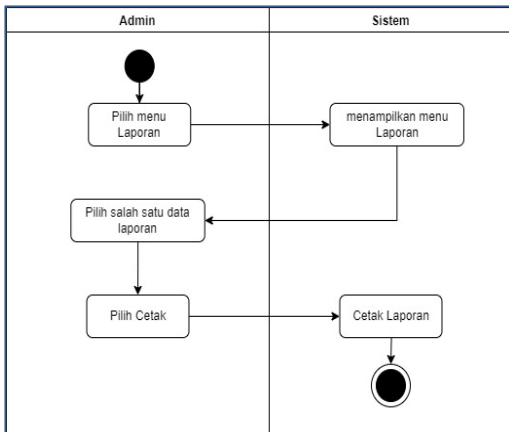 Admin
Sistem
Pilih menu
Laporan
menampilkan menu
Laporan
Pilih salah satu data
laporan
Pilih Cetak
Cetak Laporan